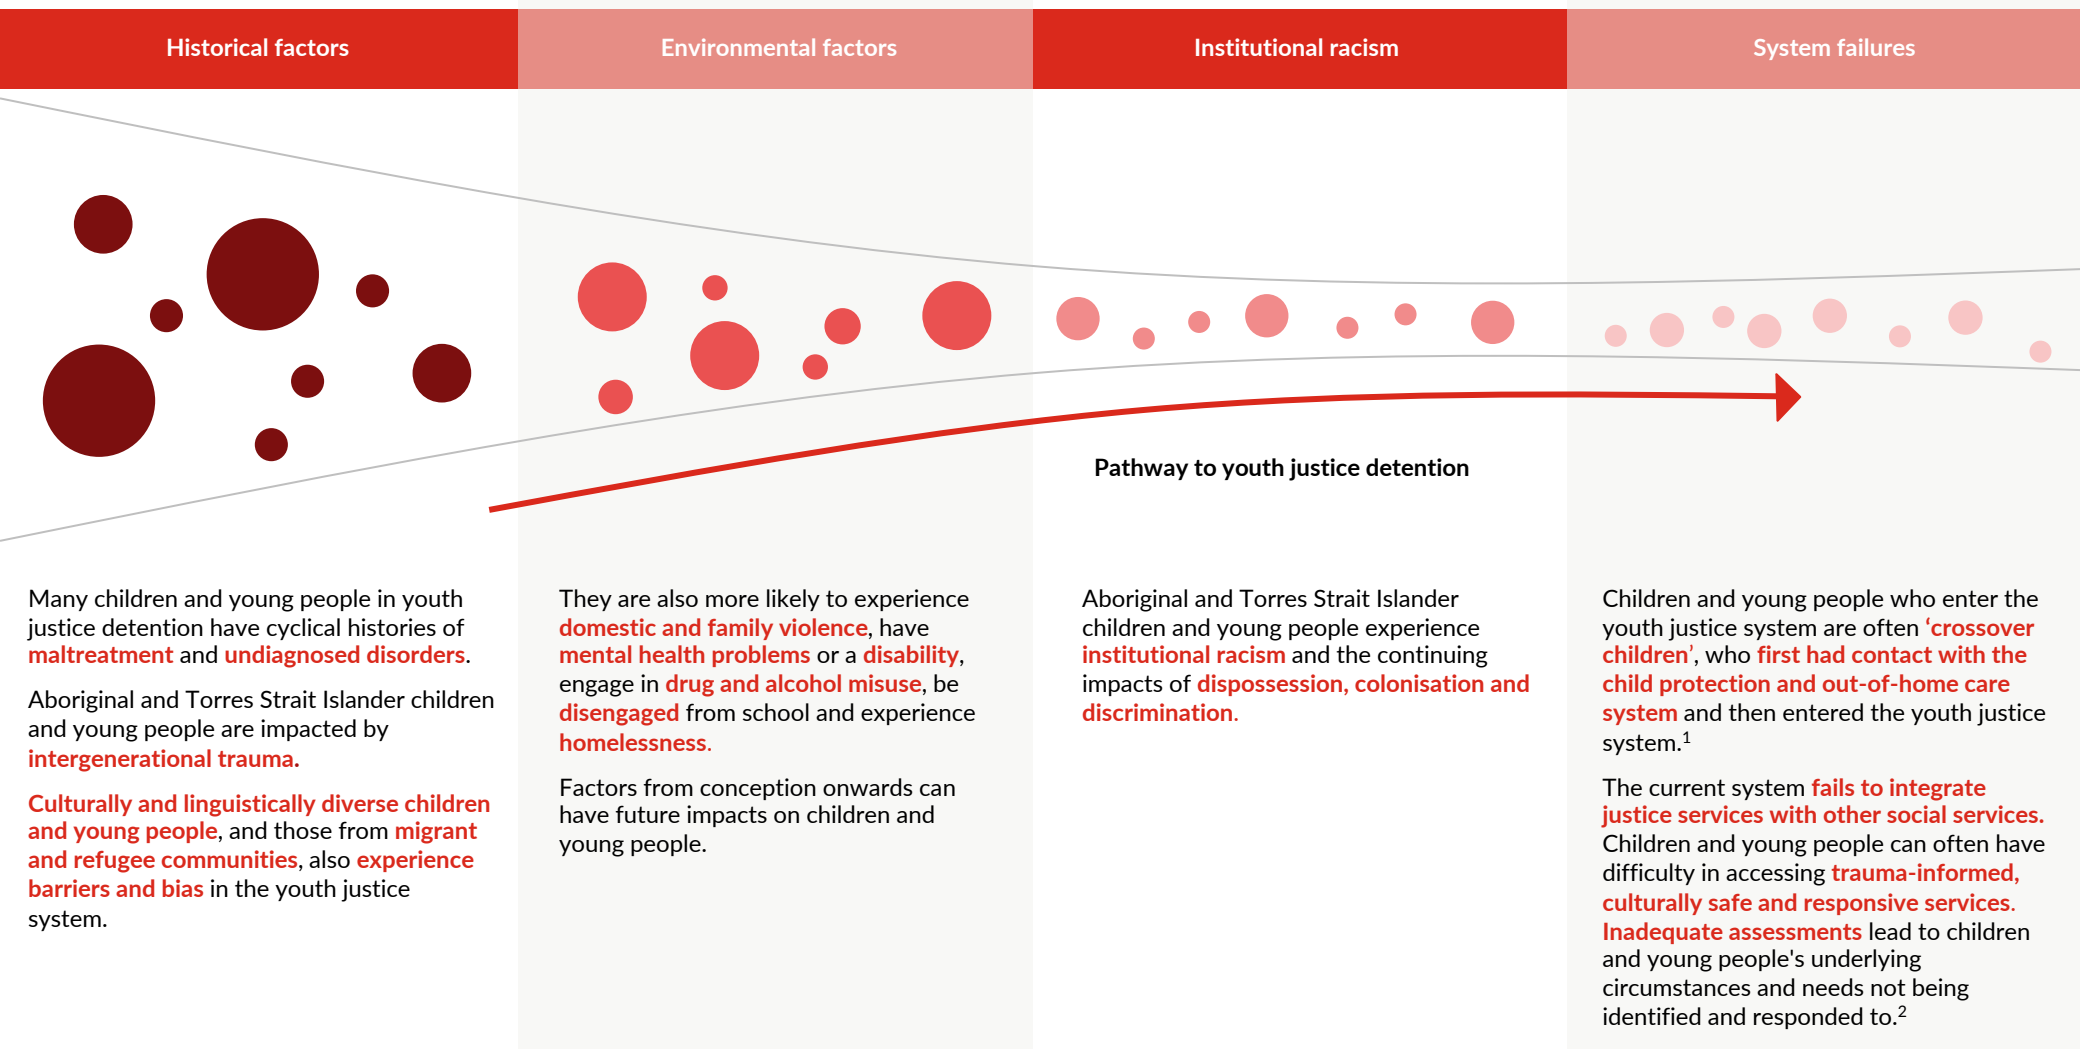 Historical factors
Environmental factors
Institutional racism
System failures
Pathway to youth justice detention
Many children and young people in youth
justice detention have cyclical histories of
maltreatment and undiagnosed disorders.
Aboriginal and Torres Strait Islander children
and young people are impacted by
intergenerational trauma.
Culturally and linguistically diverse children
and young people, and those from migrant
and refugee communities, also experience
barriers and bias in the youth justice
system.
They are also more likely to experience
domestic and family violence, have
mental health problems or a disability,
engage in drug and alcohol misuse, be
disengaged from school and experience
homelessness.
Factors from conception onwards can
have future impacts on children and
young people.
Aboriginal and Torres Strait Islander
children and young people experience
institutional racism and the continuing
impacts of dispossession, colonisation and
discrimination.
Children and young people who enter the
youth justice system are often ‘crossover
children’, who first had contact with the
child protection and out-of-home care
system and then entered the youth justice
system.¹
The current system fails to integrate
justice services with other social services.
Children and young people can often have
difficulty in accessing trauma-informed,
culturally safe and responsive services.
Inadequate assessments lead to children
and young people's underlying
circumstances and needs not being
identified and responded to.²